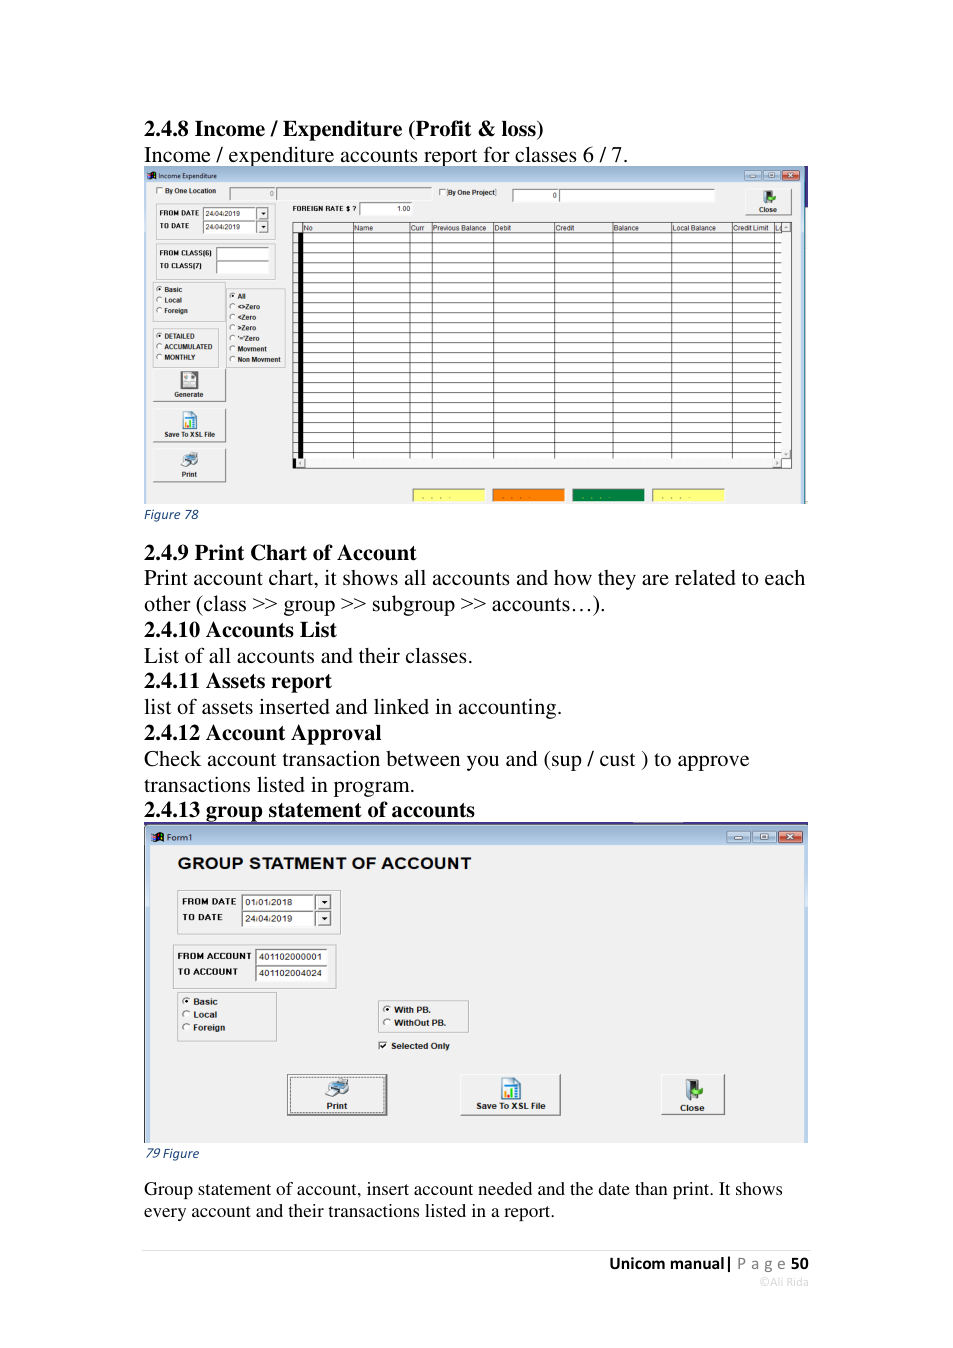 2.4.8 Income / Expenditure (Profit & loss)
Income / expenditure accounts report for classes 6 / 7.
Income Expenditure
By One Location 0
By One Project 0
Close
FROM DATE 24/04/2019
TO DATE 24/04/2019
FOREIGN RATE $ ? 1.00
No Name Curr Previous Balance Debit Credit Balance Local Balance Credit Limit
FROM CLASS(6)
TO CLASS(7)
Basic
Local
Foreign
All
<>Zero
<Zero
>Zero
'='Zero
Movment
Non Movment
DETAILED
ACCUMULATED
MONTHLY
Generate
Save To XSL File
Print
Figure 78
2.4.9 Print Chart of Account
Print account chart, it shows all accounts and how they are related to each
other (class >> group >> subgroup >> accounts…).
2.4.10 Accounts List
List of all accounts and their classes.
2.4.11 Assets report
list of assets inserted and linked in accounting.
2.4.12 Account Approval
Check account transaction between you and (sup / cust ) to approve
transactions listed in program.
2.4.13 group statement of accounts
Form1
GROUP STATMENT OF ACCOUNT
FROM DATE 01/01/2018
TO DATE 24/04/2019
FROM ACCOUNT 401102000001
TO ACCOUNT 401102004024
Basic
Local
Foreign
With PB.
WithOut PB.
Selected Only
Print
Save To XSL File
Close
79 Figure
Group statement of account, insert account needed and the date than print. It shows
every account and their transactions listed in a report.
Unicom manual| P a g e 50
©Ali Rida